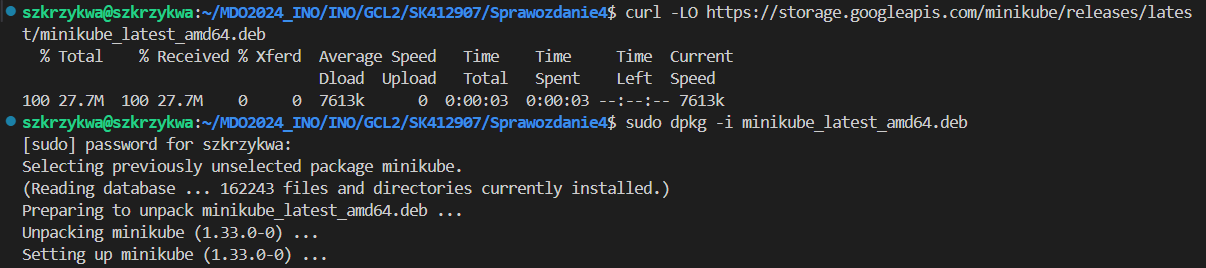 szkrzykwa@szkrzykwa:~/MDO2024_INO/INO/GCL2/SK412907/Sprawozdanie4$ curl -LO https://storage.googleapis.com/minikube/releases/lates
t/minikube_latest_amd64.deb
  % Total    % Received % Xferd  Average Speed   Time    Time     Time  Current
                                 Dload  Upload   Total   Spent    Left  Speed
100 27.7M  100 27.7M    0     0  7613k      0  0:00:03  0:00:03 --:--:-- 7613k
szkrzykwa@szkrzykwa:~/MDO2024_INO/INO/GCL2/SK412907/Sprawozdanie4$ sudo dpkg -i minikube_latest_amd64.deb
[sudo] password for szkrzykwa:
Selecting previously unselected package minikube.
(Reading database ... 162243 files and directories currently installed.)
Preparing to unpack minikube_latest_amd64.deb ...
Unpacking minikube (1.33.0-0) ...
Setting up minikube (1.33.0-0) ...